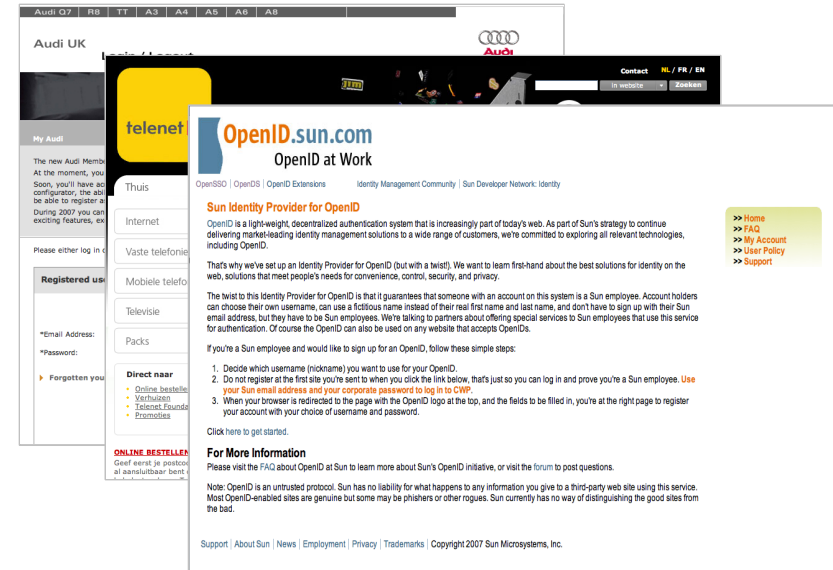 Audi Q7 | R8 | TT | A3 | A4 | A5 | A6 | A8
Audi UK
Audi
My Audi
The new Audi Memb
At the moment, you
Soon, you'll have ac
configurator, the abil
be able to register a
During 2007 you can
exciting features, ex
Please either log in o
Registered us
*Email Address:
*Password:
Forgotten you
telenet
jim
Contact NL / FR / EN
In website Zoeken
Thuis
Internet
Vaste telefonie
Mobiele telefo
Televisie
Packs
Direct naar
Online bestelle
Verhuizen
Telenet Founda
Promoties
ONLINE BESTELLEN
Geef eerst je postco
al aansluitbaar bent
OpenID.sun.com
OpenID at Work
OpenSSO | OpenDS | OpenID Extensions Identity Management Community | Sun Developer Network: Identity
Sun Identity Provider for OpenID
OpenID is a light-weight, decentralized authentication system that is increasingly part of today's web. As part of Sun's strategy to continue
delivering market-leading identity management solutions to a wide range of customers, we're committed to exploring all relevant technologies,
including OpenID.
That's why we've set up an Identity Provider for OpenID (but with a twist!). We want to learn first-hand about the best solutions for identity on the
web, solutions that meet people's needs for convenience, control, security, and privacy.
The twist to this Identity Provider for OpenID is that it guarantees that someone with an account on this system is a Sun employee. Account holders
can choose their own username, can use a fictitious name instead of their real first name and last name, and don't have to sign up with their Sun
email address, but they have to be Sun employees. We're talking to partners about offering special services to Sun employees that use this service
for authentication. Of course the OpenID can also be used on any website that accepts OpenIDs.
If you're a Sun employee and would like to sign up for an OpenID, follow these simple steps:
1. Decide which username (nickname) you want to use for your OpenID.
2. Do not register at the first site you're sent to when you click the link below, that's just so you can log in and prove you're a Sun employee. Use
your Sun email address and your corporate password to log in to CWP.
3. When your browser is redirected to the page with the OpenID logo at the top, and the fields to be filled in, you're at the right page to register
your account with your choice of username and password.
Click here to get started.
For More Information
Please visit the FAQ about OpenID at Sun to learn more about Sun's OpenID initiative, or visit the forum to post questions.
Note: OpenID is an untrusted protocol. Sun has no liability for what happens to any information you give to a third-party web site using this service.
Most OpenID-enabled sites are genuine but some may be phishers or other rogues. Sun currently has no way of distinguishing the good sites from
the bad.
>> Home
>> FAQ
>> My Account
>> User Policy
>> Support
Support | About Sun | News | Employment | Privacy | Trademarks | Copyright 2007 Sun Microsystems, Inc.